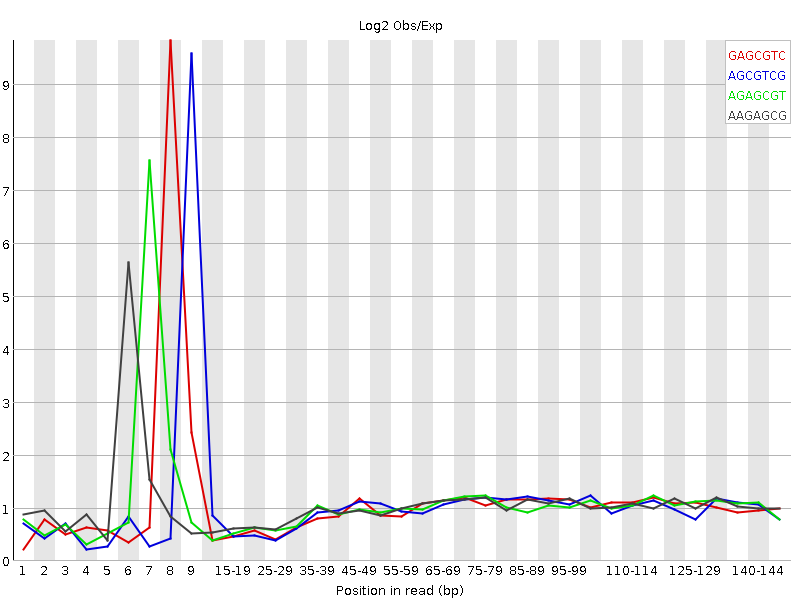 Log2 Obs/Exp
GAGCGTC
AGCGTCG
AGAGCGT
AAGAGCG
9
8
7
6
5
4
3
2
1
0
1 2 3 4 5 6 7 8 9 15-19 25-29 35-39 45-49 55-59 65-69 75-79 85-89 95-99 110-114 125-129 140-144
Position in read (bp)